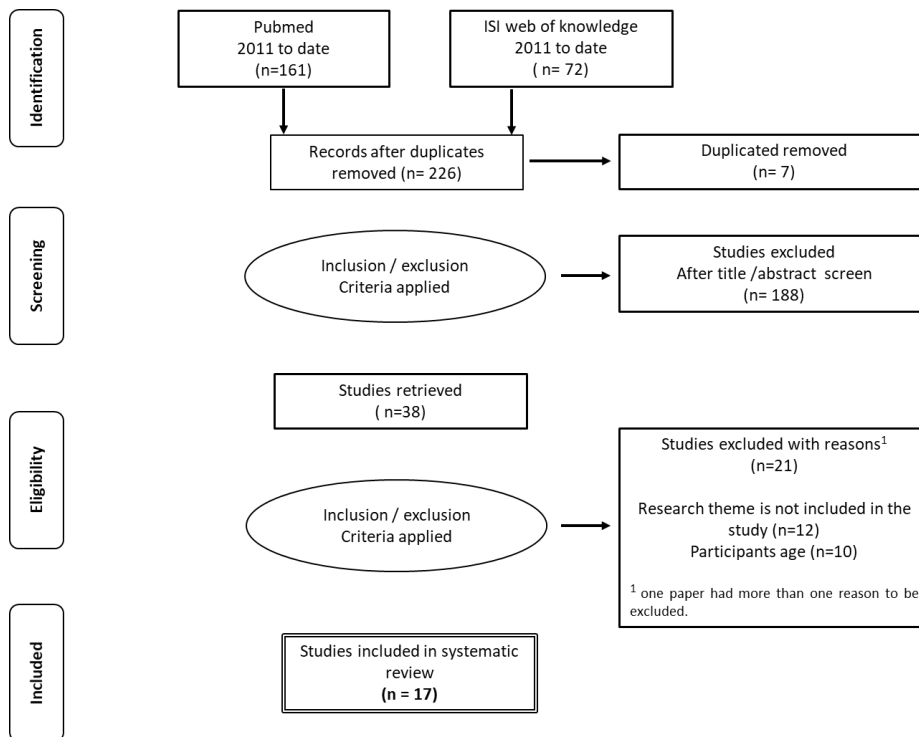 Identification
Pubmed
2011 to date
(n=161)
ISI web of knowledge
2011 to date
( n= 72)
Records after duplicates
removed (n= 226)
Duplicated removed
(n= 7)
Screening
Inclusion / exclusion
Criteria applied
Studies excluded
After title /abstract screen
(n= 188)
Eligibility
Studies retrieved
( n=38)
Inclusion / exclusion
Criteria applied
Studies excluded with reasons¹
(n=21)
Research theme is not included in the
study (n=12)
Participants age (n=10)
¹ one paper had more than one reason to be
excluded.
Included
Studies included in systematic
review
(n = 17)